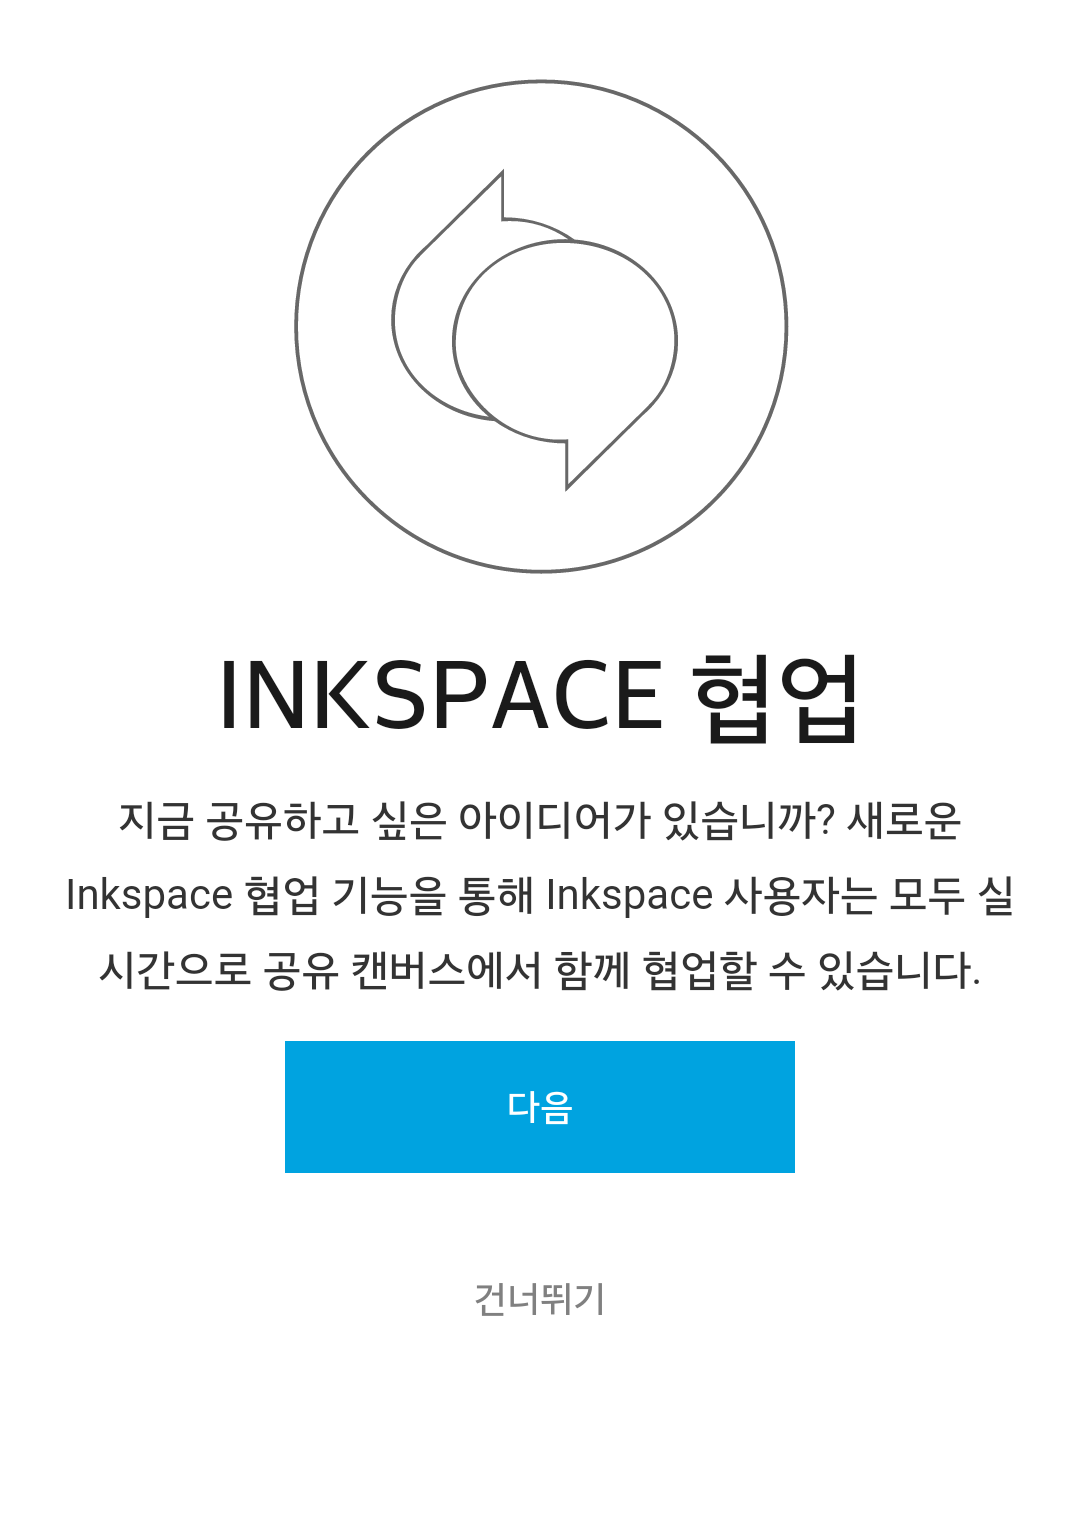 INKSPACE 협업
지금 공유하고 싶은 아이디어가 있습니까? 새로운
Inkspace 협업 기능을 통해 Inkspace 사용자는 모두 실
시간으로 공유 캔버스에서 함께 협업할 수 있습니다.
다음
건너뛰기